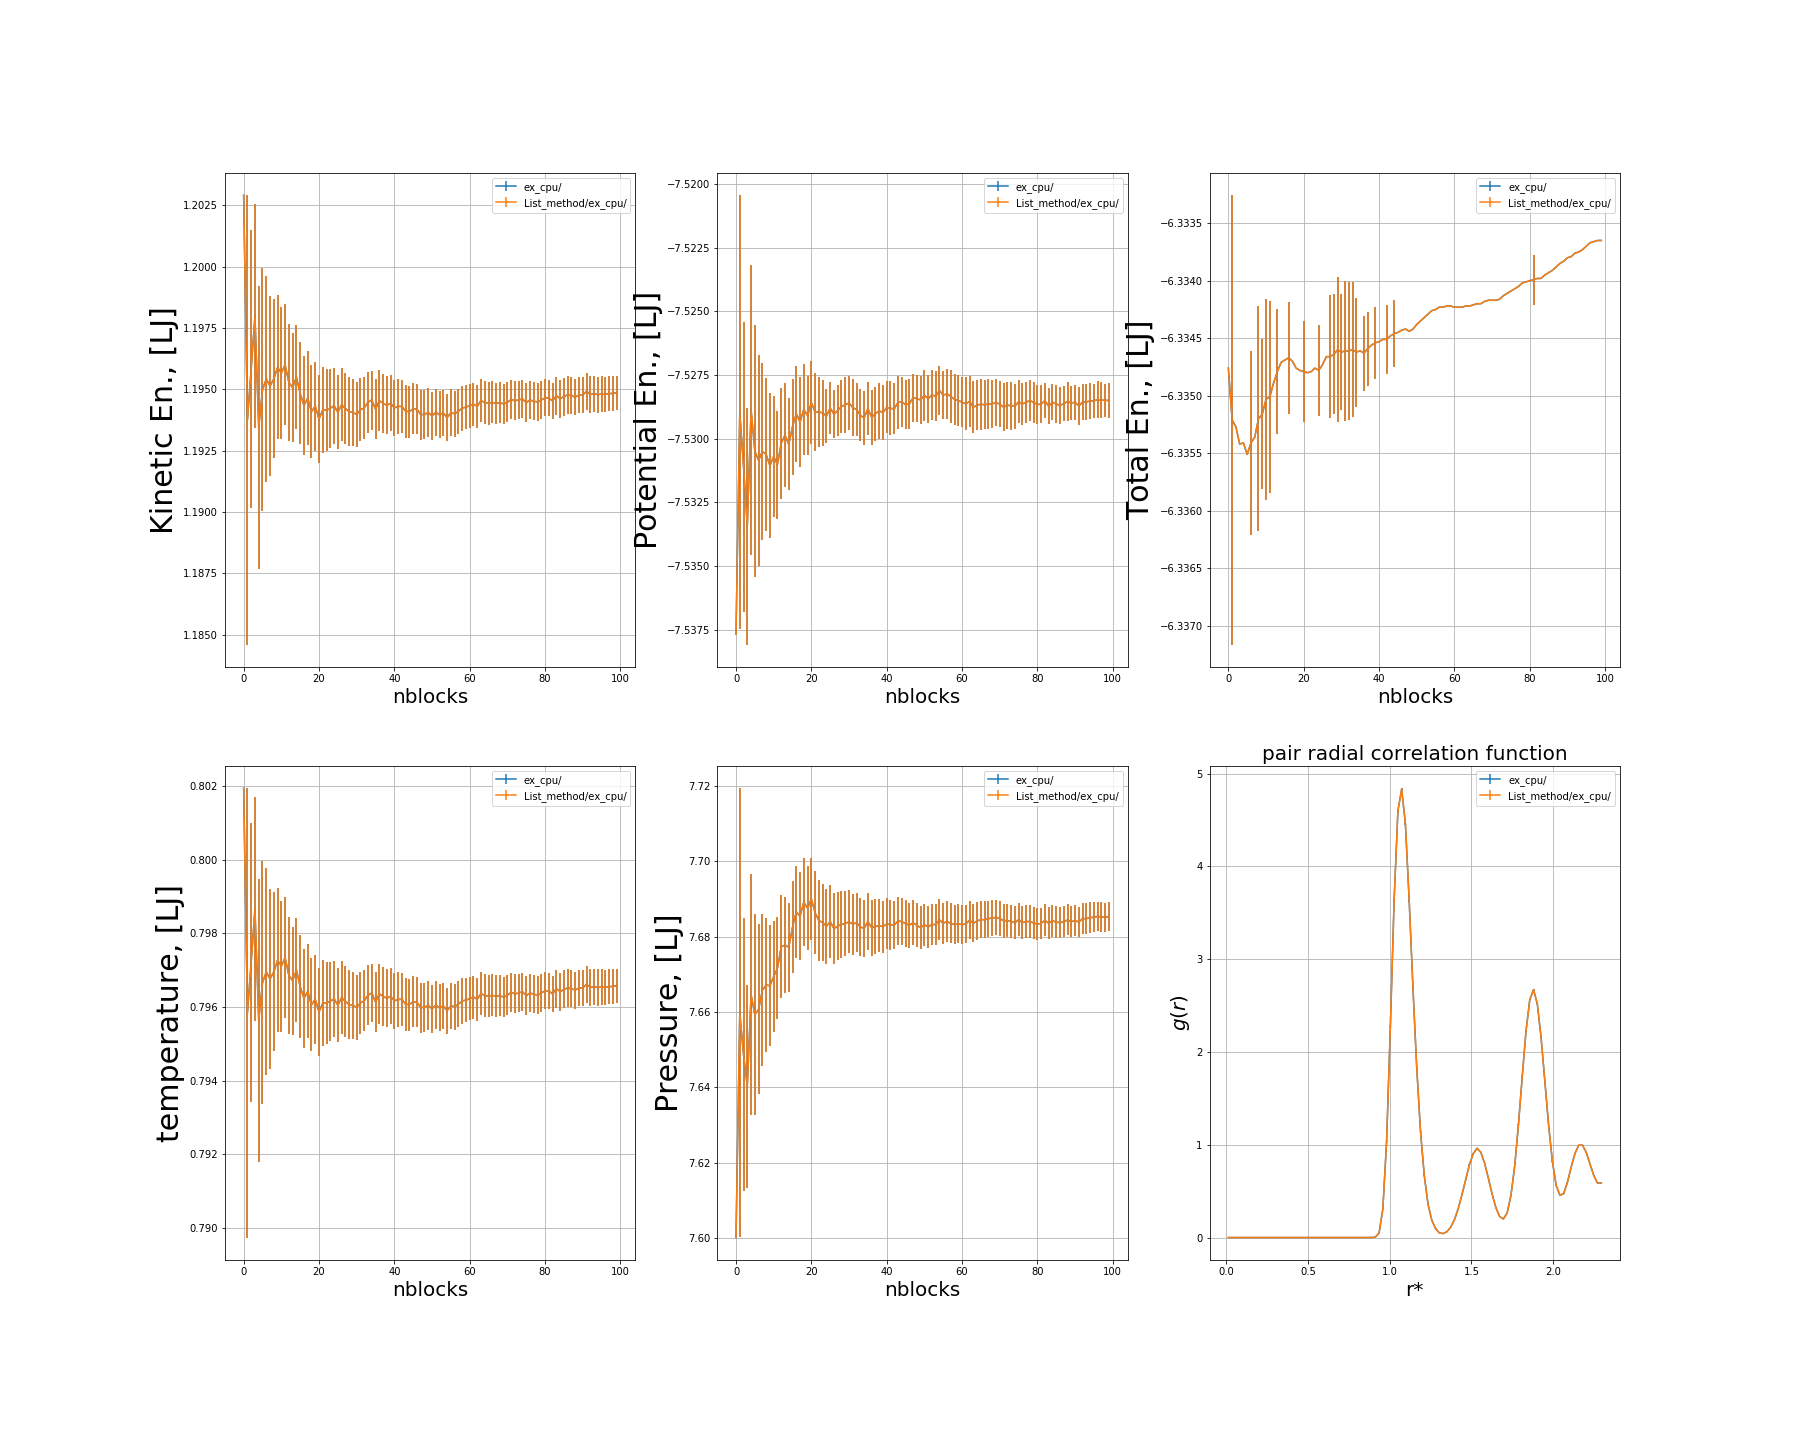 ex_cpu/
List_method/ex_cpu/
1.2025
1.2000
1.1975
1.1950
1.1925
1.1900
1.1875
1.1850
Kinetic En., [LJ]
0 20 40 60 80 100
nblocks
ex_cpu/
List_method/ex_cpu/
−7.5200
−7.5225
−7.5250
−7.5275
−7.5300
−7.5325
−7.5350
−7.5375
Potential En., [LJ]
0 20 40 60 80 100
nblocks
ex_cpu/
List_method/ex_cpu/
−6.3335
−6.3340
−6.3345
−6.3350
−6.3355
−6.3360
−6.3365
−6.3370
Total En., [LJ]
0 20 40 60 80 100
nblocks
ex_cpu/
List_method/ex_cpu/
0.802
0.800
0.798
0.796
0.794
0.792
0.790
temperature, [LJ]
0 20 40 60 80 100
nblocks
ex_cpu/
List_method/ex_cpu/
7.72
7.70
7.68
7.66
7.64
7.62
7.60
Pressure, [LJ]
0 20 40 60 80 100
nblocks
pair radial correlation function
ex_cpu/
List_method/ex_cpu/
5
4
3
2
1
0
g(r)
0.0 0.5 1.0 1.5 2.0
r*